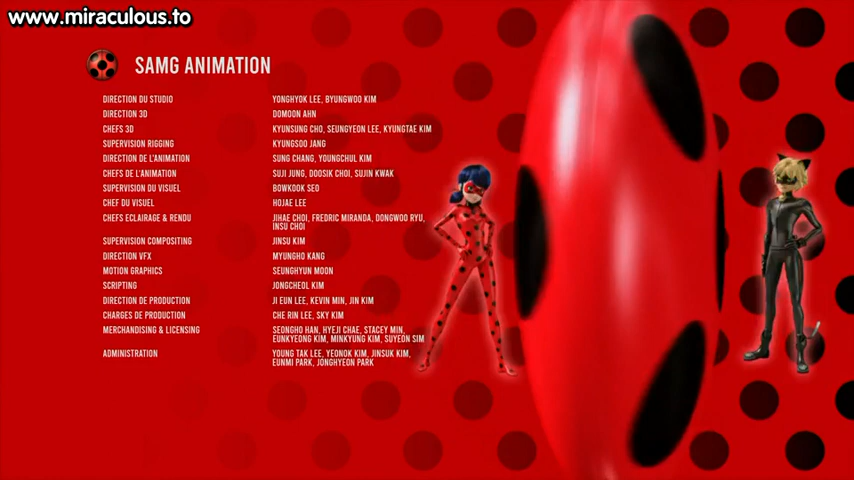 www.miraculous.to
SAMG ANIMATION
DIRECTION DU STUDIO YONGHYOK LEE, BYUNGWOO KIM
DIRECTION 3D DOMOON AHN
CHEFS 3D KYUNSUNG CHO, SEUNGYEON LEE, KYUNGTAE KIM
SUPERVISION RIGGING KYUNGSOO JANG
DIRECTION DE L'ANIMATION SUNG CHANG, YOUNGCHUL KIM
CHEFS DE L'ANIMATION SUJI JUNG, DOOSIK CHOI, SUJIN KWAK
SUPERVISION DU VISUEL BOWKOOK SEO
CHEF DU VISUEL HOJAE LEE
CHEFS ECLAIRAGE & RENDU JIHAE CHOI, FREDRIC MIRANDA, DONGWOO RYU,
INSU CHOI
SUPERVISION COMPOSITING JINSU KIM
DIRECTION VFX MYUNGHO KANG
MOTION GRAPHICS SEUNGHYUN MOON
SCRIPTING JONGCHEOL KIM
DIRECTION DE PRODUCTION JI EUN LEE, KEVIN MIN, JIN KIM
CHARGES DE PRODUCTION CHE RIN LEE, SKY KIM
MERCHANDISING & LICENSING SEONGHO HAN, HYEJI CHAE, STACEY MIN,
EUNKYEONG KIM, MINKYUNG KIM, SUYEON SIM
ADMINISTRATION YOUNG TAK LEE, YEONOK KIM, JINSUK KIM,
EUNMI PARK, JONGHYEON PARK